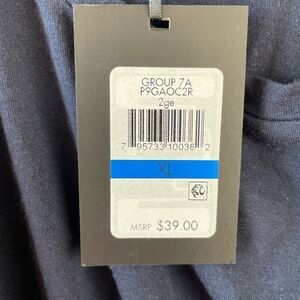 GROUP 7A
P9GAOC2R
2ge
7 95733 10036 2
XL
MSRP $39.00